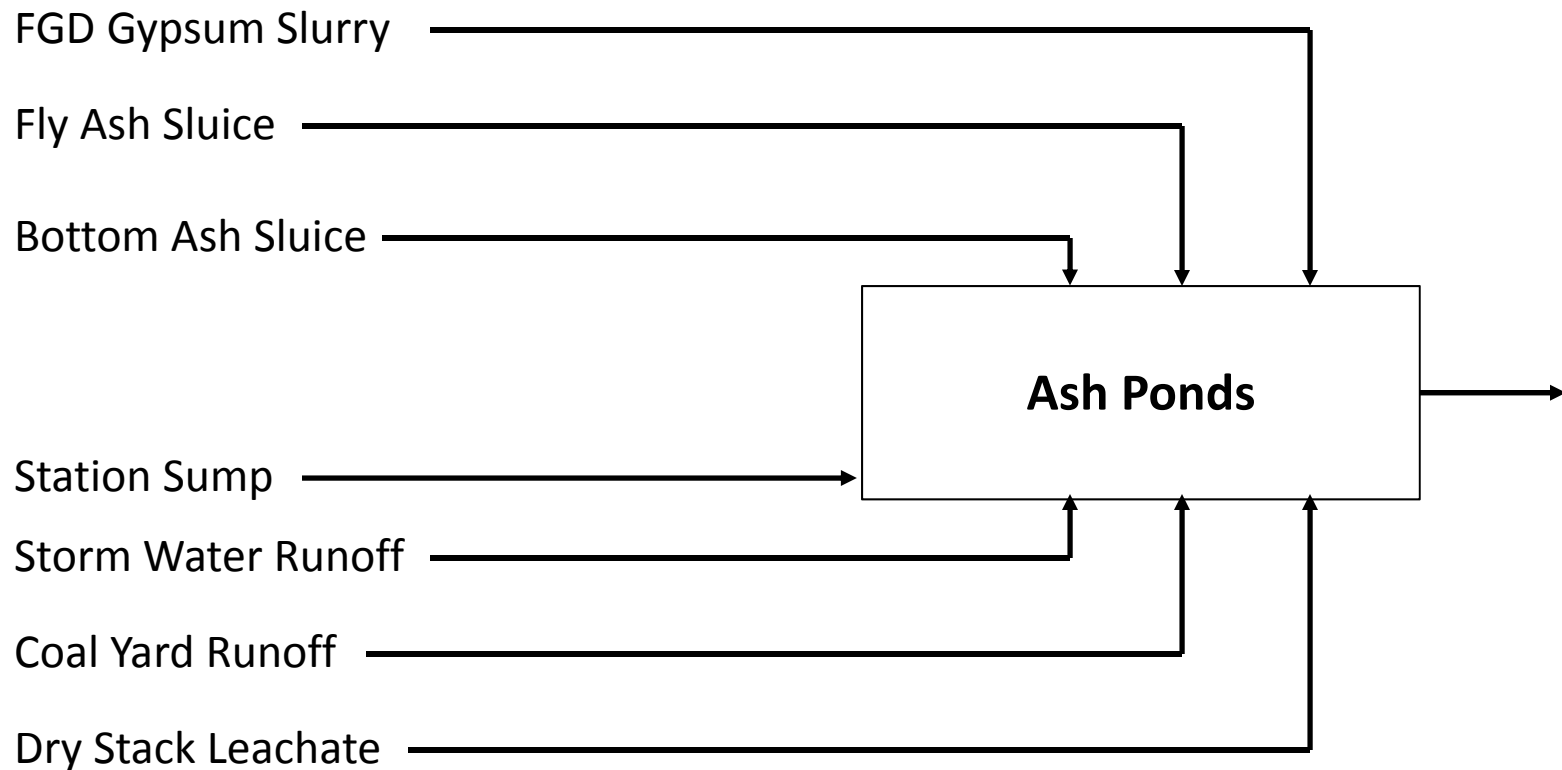 FGD Gypsum Slurry
Fly Ash Sluice
Bottom Ash Sluice
Ash Ponds
Station Sump
Storm Water Runoff
Coal Yard Runoff
Dry Stack Leachate